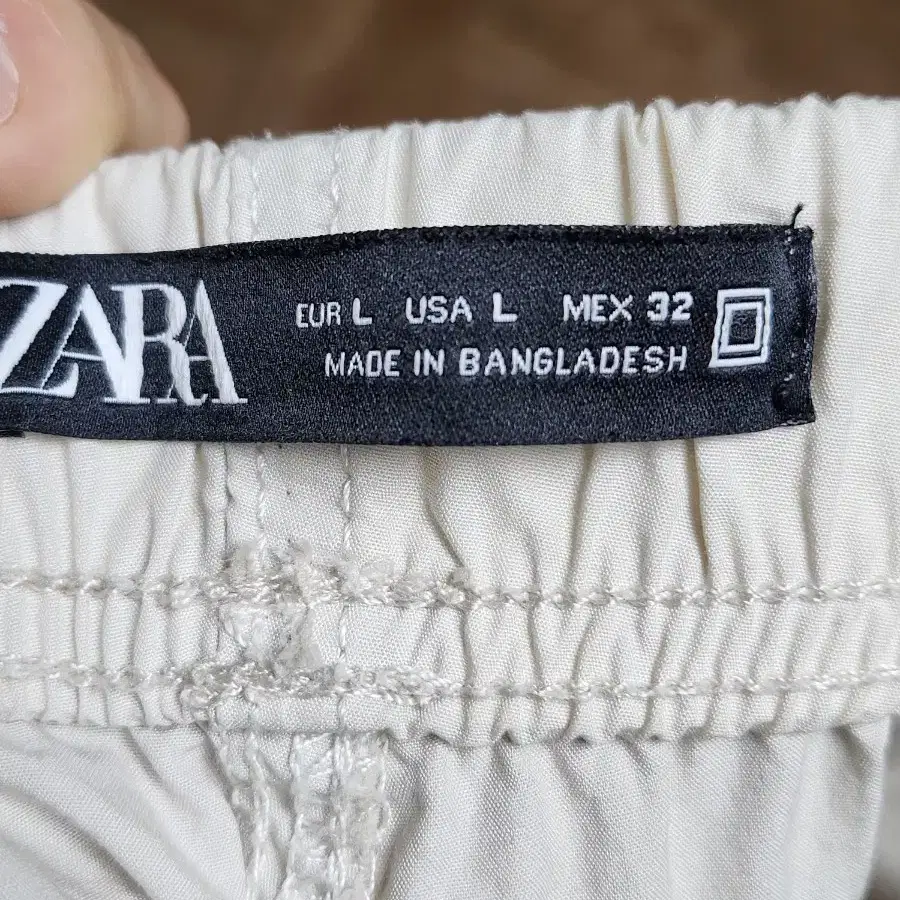 ZARA
EUR L USA L MEX 32
MADE IN BANGLADESH